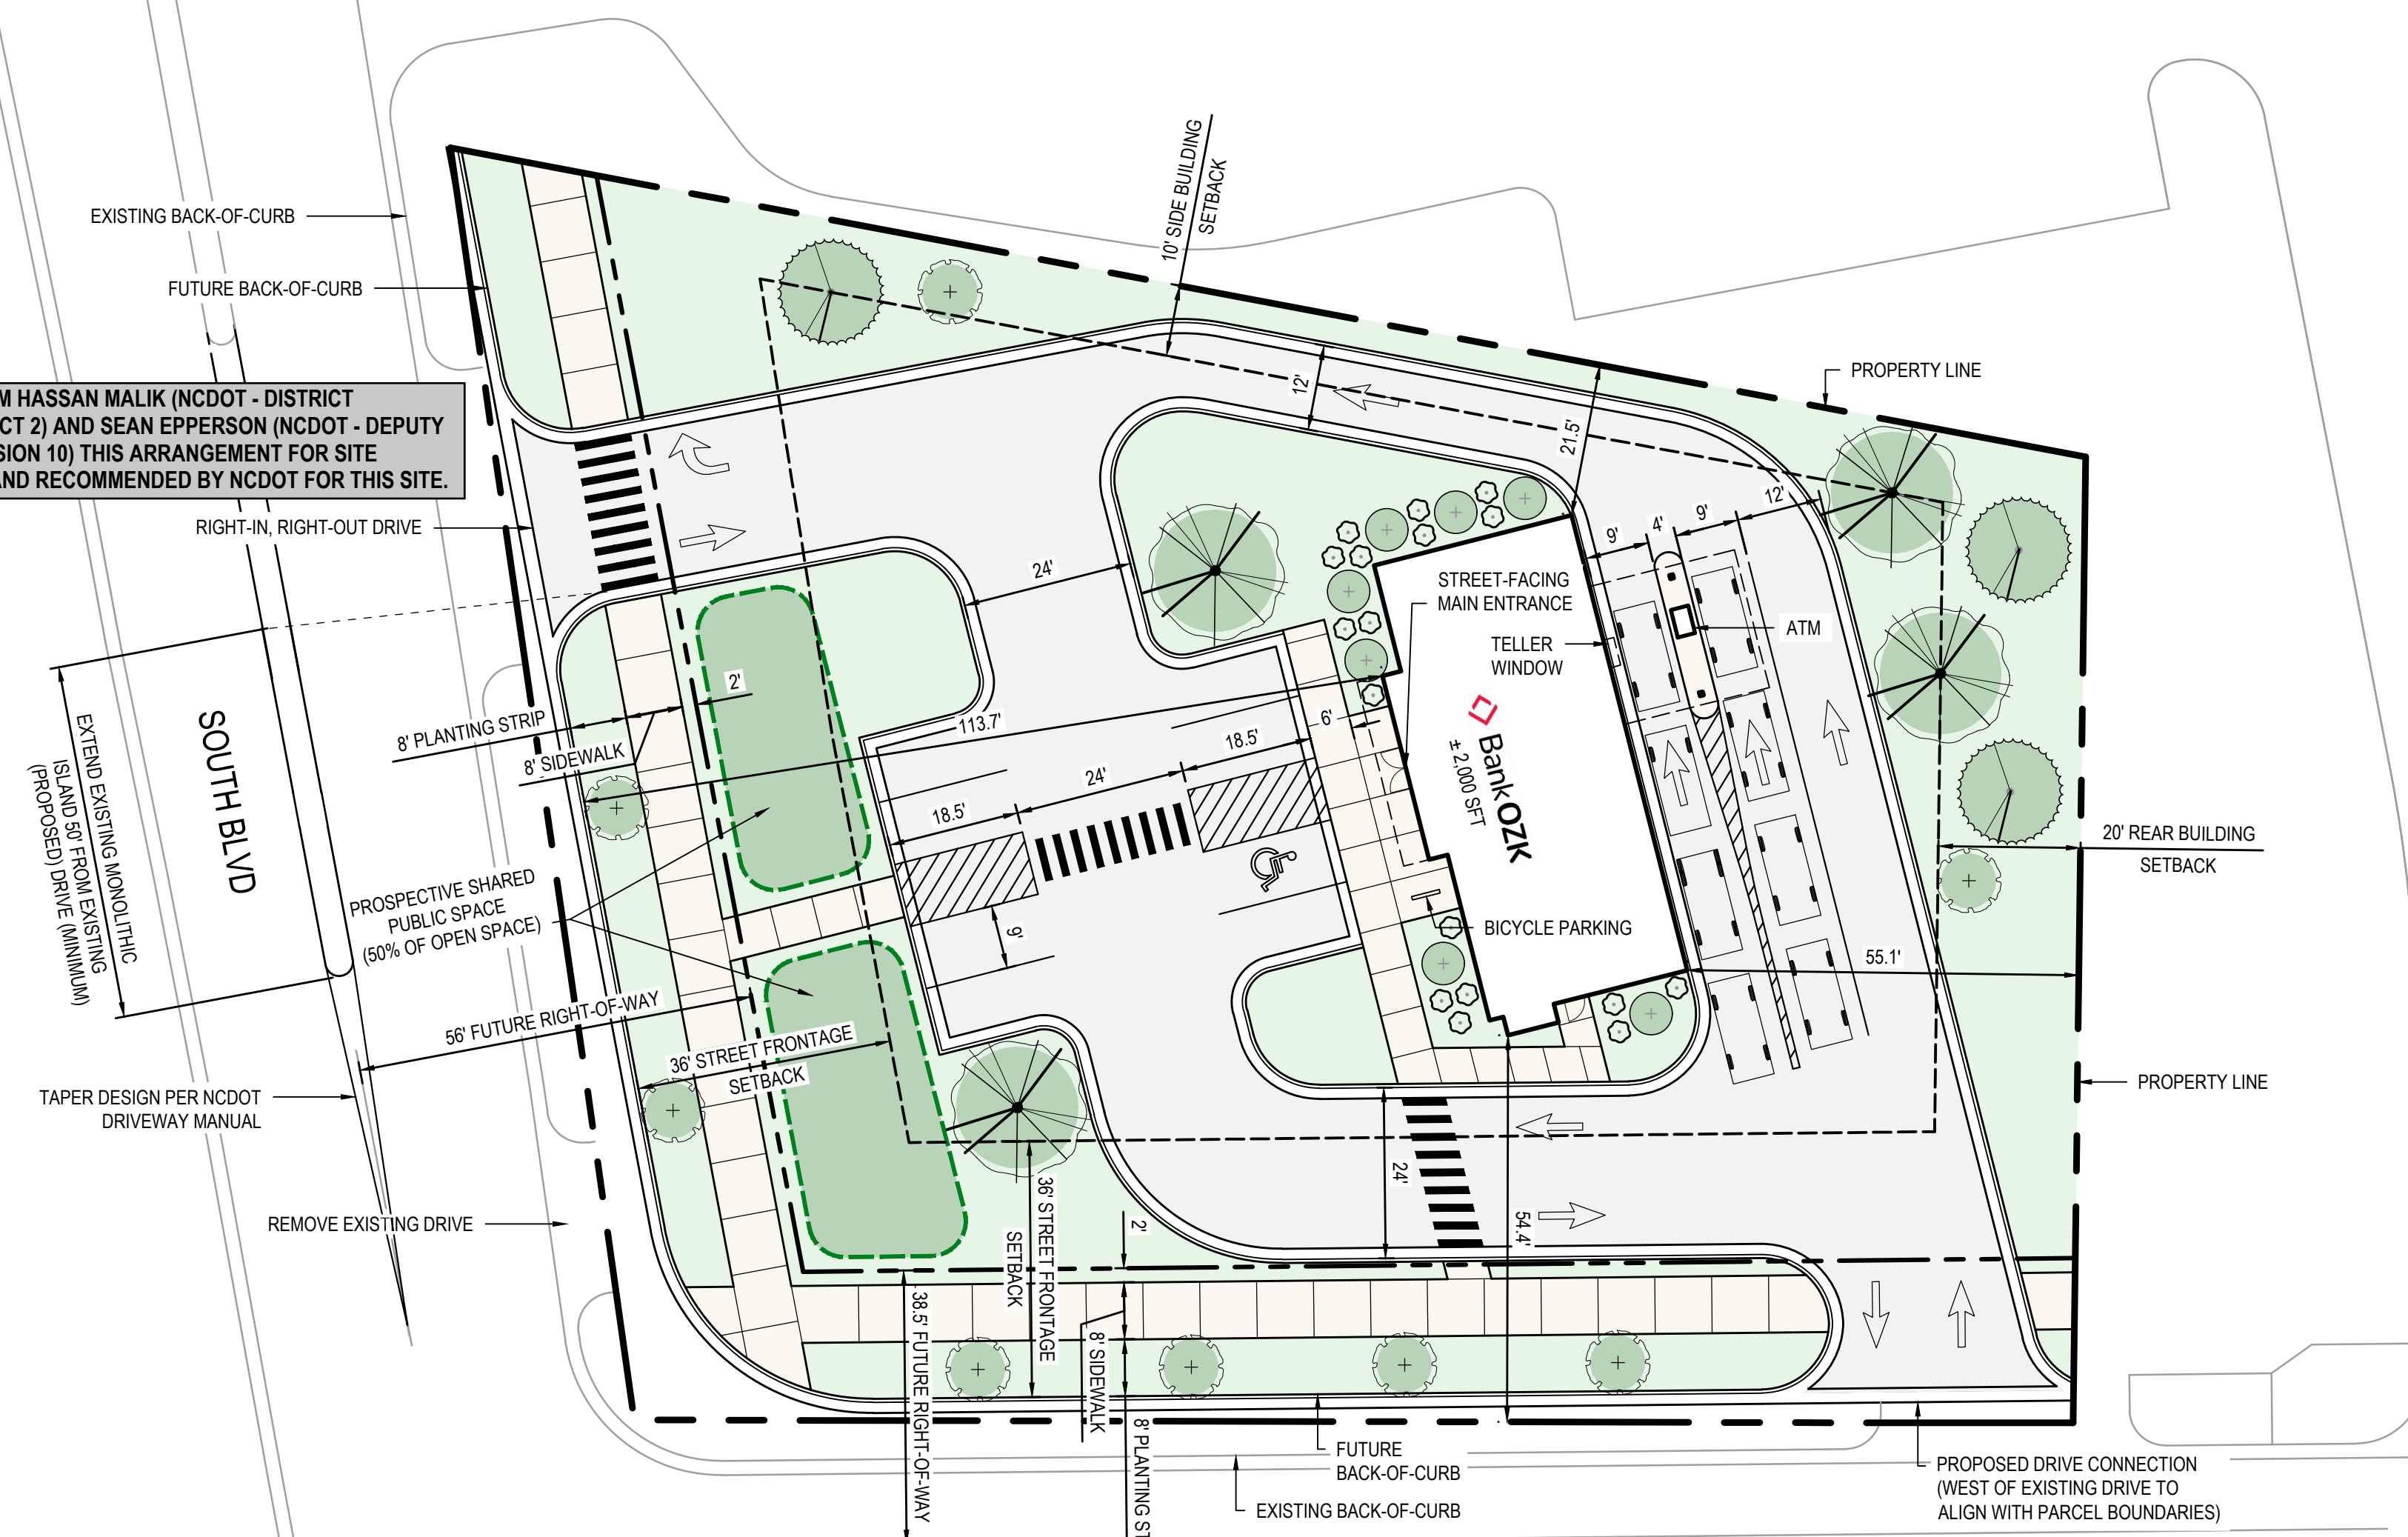 10' SIDE BUILDING
SETBACK
EXISTING BACK-OF-CURB
FUTURE BACK-OF-CURB
M HASSAN MALIK (NCDOT - DISTRICT
CT 2) AND SEAN EPPERSON (NCDOT - DEPUTY
SION 10) THIS ARRANGEMENT FOR SITE
AND RECOMMENDED BY NCDOT FOR THIS SITE.
RIGHT-IN, RIGHT-OUT DRIVE
PROPERTY LINE
12'
21.5'
9'
4'
9'
12'
24'
STREET-FACING
MAIN ENTRANCE
TELLER
WINDOW
ATM
2'
113.7'
8' PLANTING STRIP
8' SIDEWALK
SOUTH BLVD
EXTEND EXISTING MONOLITHIC
ISLAND 50' FROM EXISTING
(PROPOSED) DRIVE (MINIMUM)
18.5'
24'
18.5'
6'
BankOZK
± 2,000 SFT
20' REAR BUILDING
SETBACK
PROSPECTIVE SHARED
PUBLIC SPACE
(50% OF OPEN SPACE)
9'
BICYCLE PARKING
55.1'
56' FUTURE RIGHT-OF-WAY
36' STREET FRONTAGE
SETBACK
TAPER DESIGN PER NCDOT
DRIVEWAY MANUAL
PROPERTY LINE
REMOVE EXISTING DRIVE
24'
54.4'
2'
36' STREET FRONTAGE
SETBACK
38.5' FUTURE RIGHT-OF-WAY
8' SIDEWALK
8' PLANTING ST
FUTURE
BACK-OF-CURB
EXISTING BACK-OF-CURB
PROPOSED DRIVE CONNECTION
(WEST OF EXISTING DRIVE TO
ALIGN WITH PARCEL BOUNDARIES)